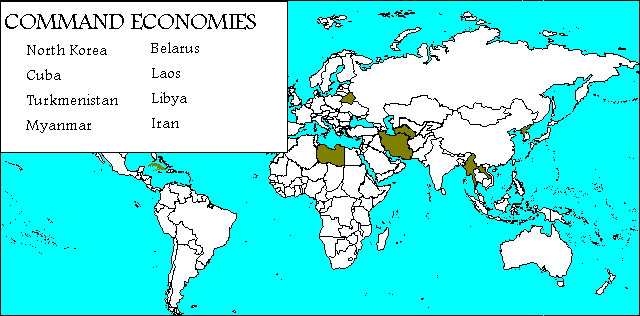 COMMAND ECONOMIES
North Korea
Cuba
Turkmenistan
Myanmar
Belarus
Laos
Libya
Iran